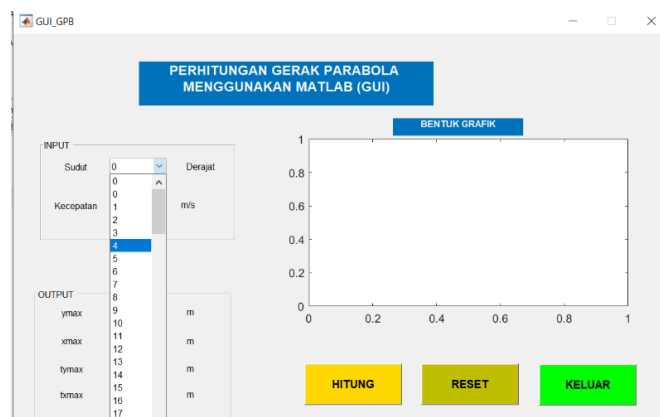 GUI_GPB
PERHITUNGAN GERAK PARABOLA
MENGGUNAKAN MATLAB (GUI)
BENTUK GRAFIK
INPUT
Sudut 0 Derajat
Kecepatan m/s
0
0
1
2
3
4
5
6
7
8
9
10
11
12
13
14
15
16
17
OUTPUT
ymax m
xmax m
tymax m
txmax m
1
0.8
0.6
0.4
0.2
0
0 0.2 0.4 0.6 0.8 1
HITUNG RESET KELUAR